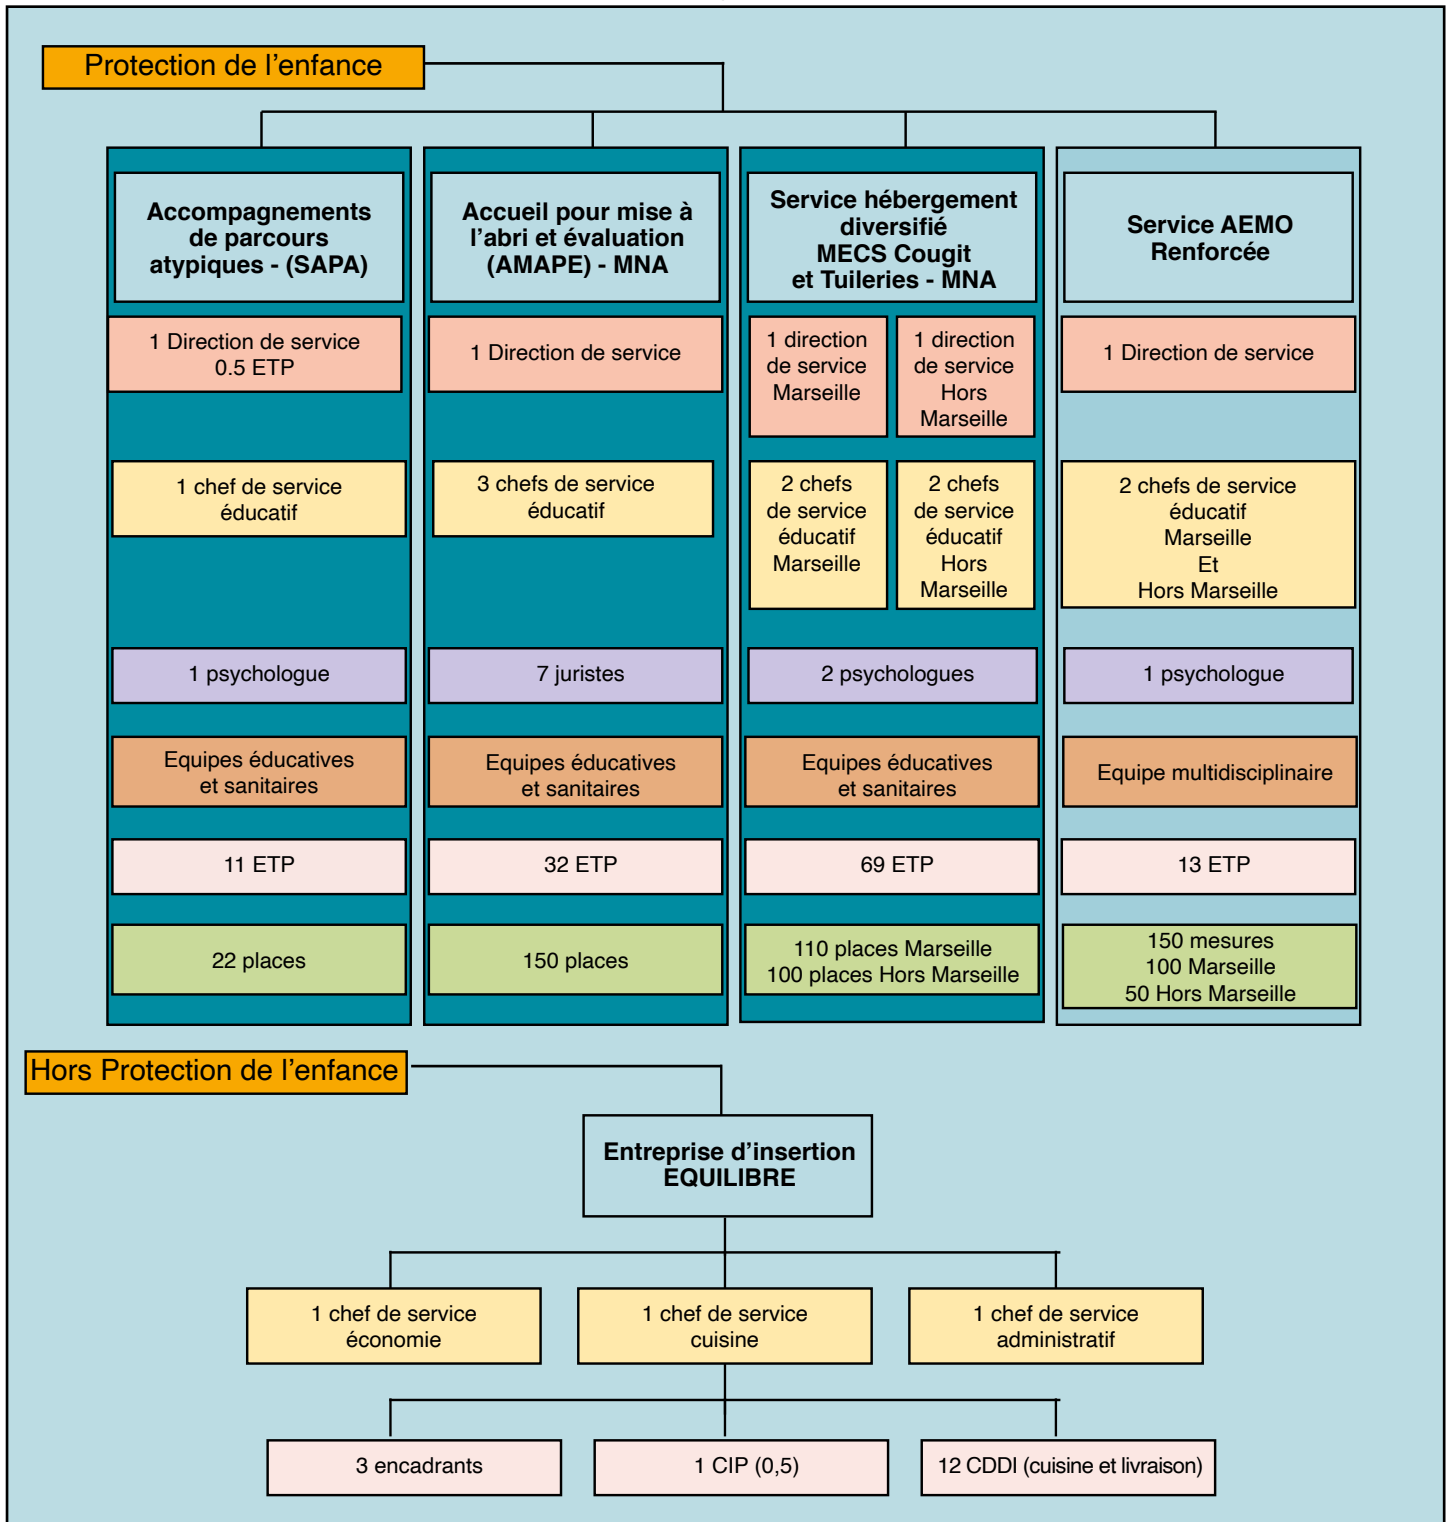 Protection de l'enfance
Accompagnements
de parcours
atypiques - (SAPA)
1 Direction de service
0.5 ETP
1 chef de service
éducatif
1 psychologue
Equipes éducatives
et sanitaires
11 ETP
22 places
Accueil pour mise à
l'abri et évaluation
(AMAPE) - MNA
1 Direction de service
3 chefs de service
éducatif
7 juristes
Equipes éducatives
et sanitaires
32 ETP
150 places
Service hébergement
diversifié
MECS Cougit
et Tuileries - MNA
1 direction
de service
Marseille
1 direction
de service
Hors
Marseille
2 chefs
de service
éducatif
Marseille
2 chefs
de service
éducatif
Hors
Marseille
2 psychologues
Equipes éducatives
et sanitaires
69 ETP
110 places Marseille
100 places Hors Marseille
Service AEMO
Renforcée
1 Direction de service
2 chefs de service
éducatif
Marseille
Et
Hors Marseille
1 psychologue
Equipe multidisciplinaire
13 ETP
150 mesures
100 Marseille
50 Hors Marseille
Hors Protection de l'enfance
Entreprise d'insertion
EQUILIBRE
1 chef de service
économie
1 chef de service
cuisine
1 chef de service
administratif
3 encadrants
1 CIP (0,5)
12 CDDI (cuisine et livraison)